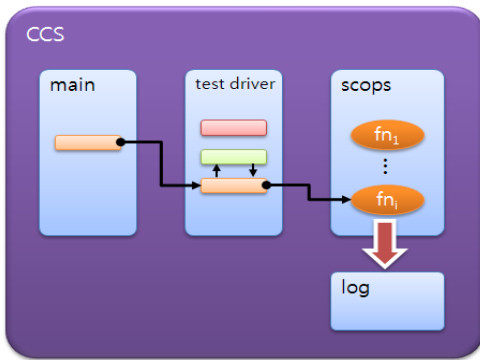 CCS
main
test driver
scops
fn₁
⋮
fnᵢ
log